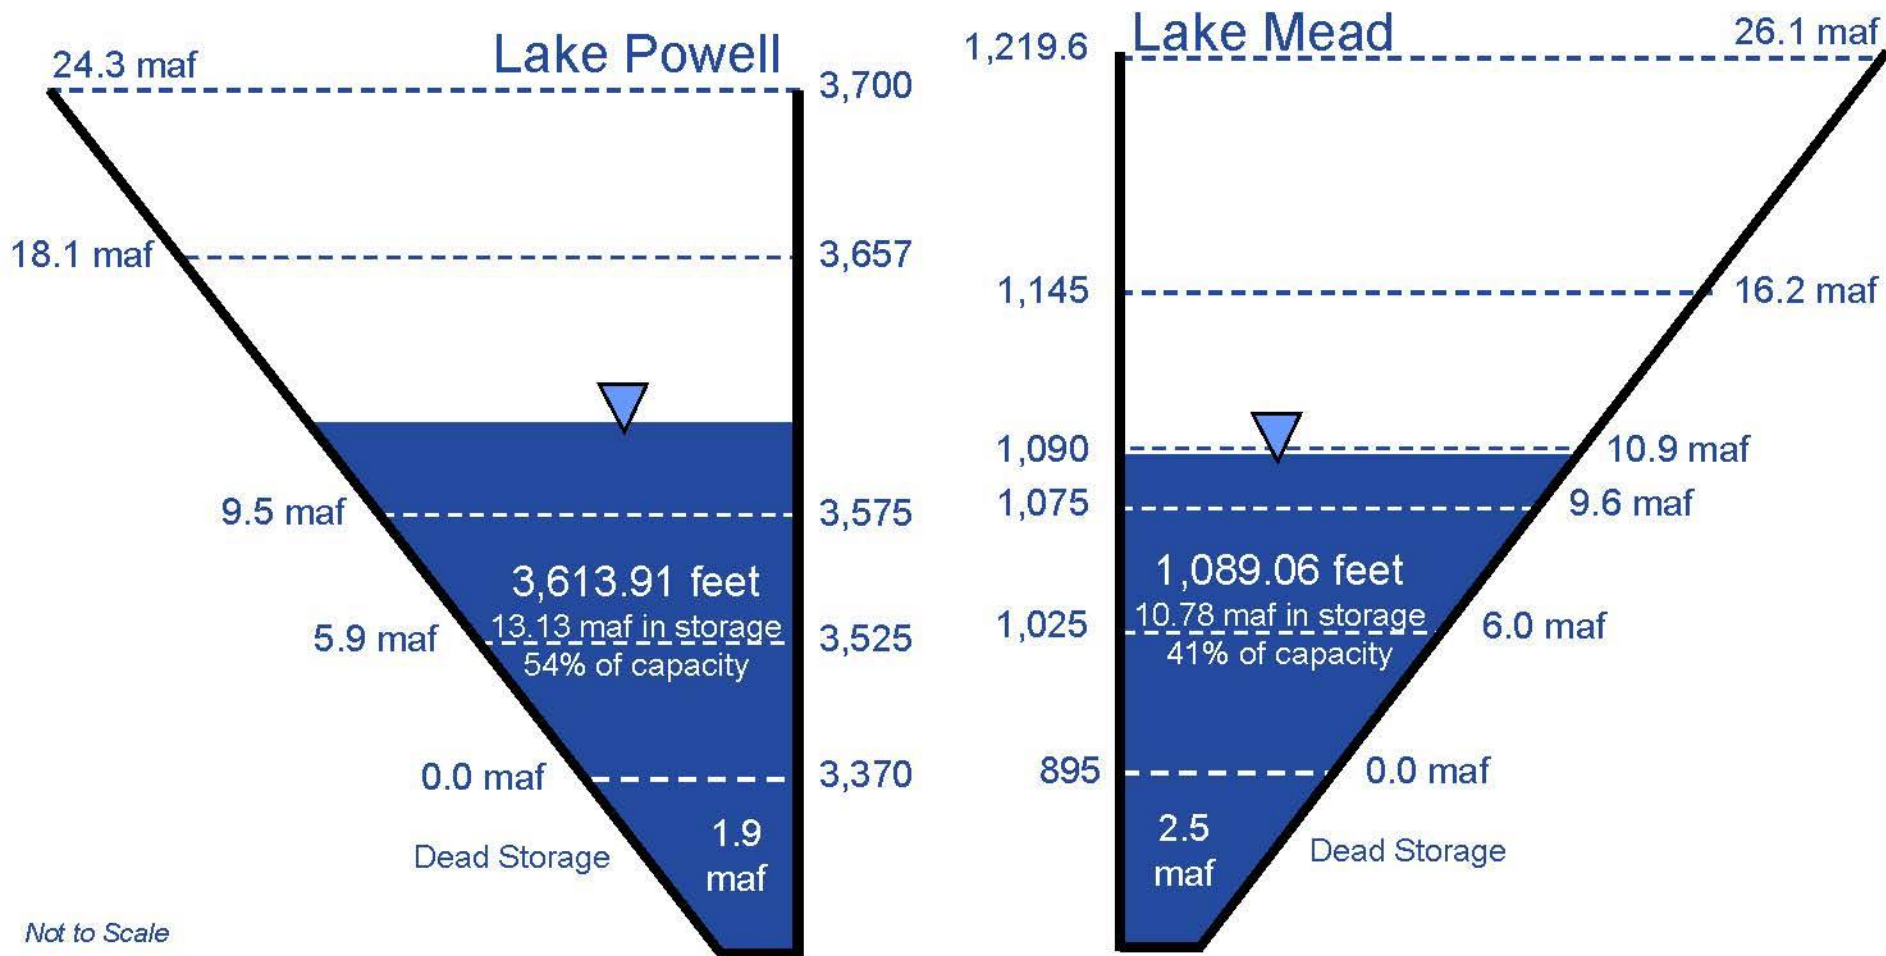 Lake Powell
24.3 maf
3,700
18.1 maf
3,657
9.5 maf
3,575
3,613.91 feet
13.13 maf in storage
5.9 maf
3,525
54% of capacity
0.0 maf
3,370
1.9
maf
Dead Storage
Not to Scale
Lake Mead
1,219.6
26.1 maf
1,145
16.2 maf
1,090
10.9 maf
1,075
9.6 maf
1,089.06 feet
10.78 maf in storage
1,025
6.0 maf
41% of capacity
895
0.0 maf
2.5
maf
Dead Storage